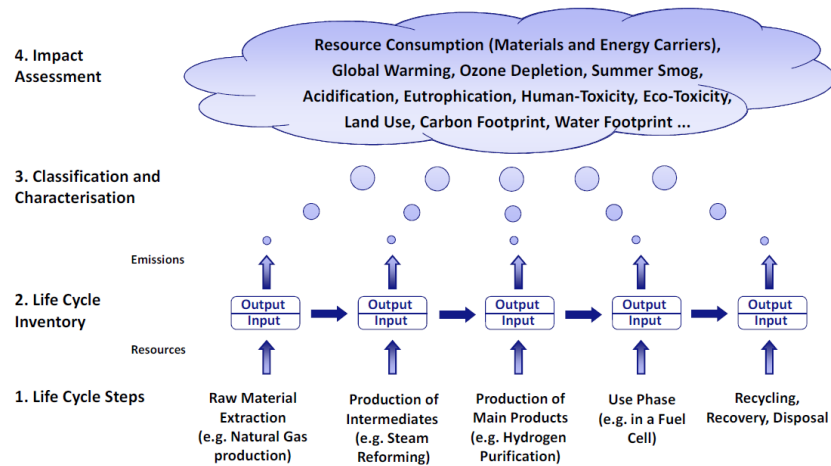 4. Impact
Assessment
Resource Consumption (Materials and Energy Carriers),
Global Warming, Ozone Depletion, Summer Smog,
Acidification, Eutrophication, Human-Toxicity, Eco-Toxicity,
Land Use, Carbon Footprint, Water Footprint ...
3. Classification and
Characterisation
Emissions
2. Life Cycle
Inventory
Output
Input
Output
Input
Output
Input
Output
Input
Output
Input
Resources
1. Life Cycle Steps
Raw Material
Extraction
(e.g. Natural Gas
production)
Production of
Intermediates
(e.g. Steam
Reforming)
Production of
Main Products
(e.g. Hydrogen
Purification)
Use Phase
(e.g. in a Fuel
Cell)
Recycling,
Recovery, Disposal